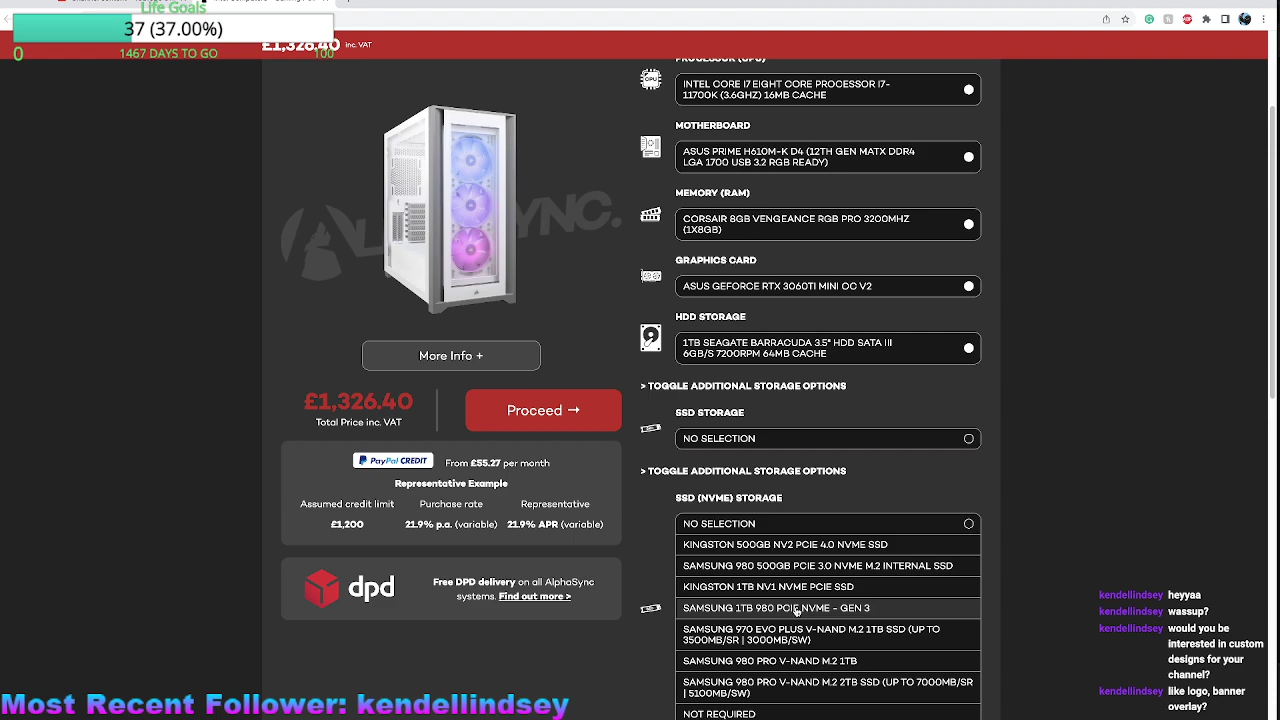 Life Goals
37 (37.00%)
0
1467 DAYS TO GO
100
£1,326.40 inc. VAT
PROCESSOR (CPU)
INTEL CORE I7 EIGHT CORE PROCESSOR I7-
11700K (3.6GHZ) 16MB CACHE
MOTHERBOARD
ASUS PRIME H610M-K D4 (12TH GEN MATX DDR4
LGA 1700 USB 3.2 RGB READY)
MEMORY (RAM)
CORSAIR 8GB VENGEANCE RGB PRO 3200MHZ
(1X8GB)
GRAPHICS CARD
ASUS GEFORCE RTX 3060TI MINI OC V2
HDD STORAGE
1TB SEAGATE BARRACUDA 3.5" HDD SATA III
6GB/S 7200RPM 64MB CACHE
> TOGGLE ADDITIONAL STORAGE OPTIONS
SSD STORAGE
NO SELECTION
> TOGGLE ADDITIONAL STORAGE OPTIONS
SSD (NVME) STORAGE
NO SELECTION
KINGSTON 500GB NV2 PCIE 4.0 NVME SSD
SAMSUNG 980 500GB PCIE 3.0 NVME M.2 INTERNAL SSD
KINGSTON 1TB NV1 NVME PCIE SSD
SAMSUNG 1TB 980 PCIE NVME - GEN 3
SAMSUNG 970 EVO PLUS V-NAND M.2 1TB SSD (UP TO
3500MB/SR | 3000MB/SW)
SAMSUNG 980 PRO V-NAND M.2 1TB
SAMSUNG 980 PRO V-NAND M.2 2TB SSD (UP TO 7000MB/SR
| 5100MB/SW)
NOT REQUIRED
More Info +
£1,326.40
Total Price inc. VAT
Proceed →
PayPal CREDIT From £55.27 per month
Representative Example
Assumed credit limit Purchase rate Representative
£1,200 21.9% p.a. (variable) 21.9% APR (variable)
dpd
Free DPD delivery on all AlphaSync
systems. Find out more >
kendellindsey heyyaa
kendellindsey wassup?
kendellindsey would you be
interested in custom
designs for your
channel?
kendellindsey like logo, banner
overlay?
Most Recent Follower: kendellindsey